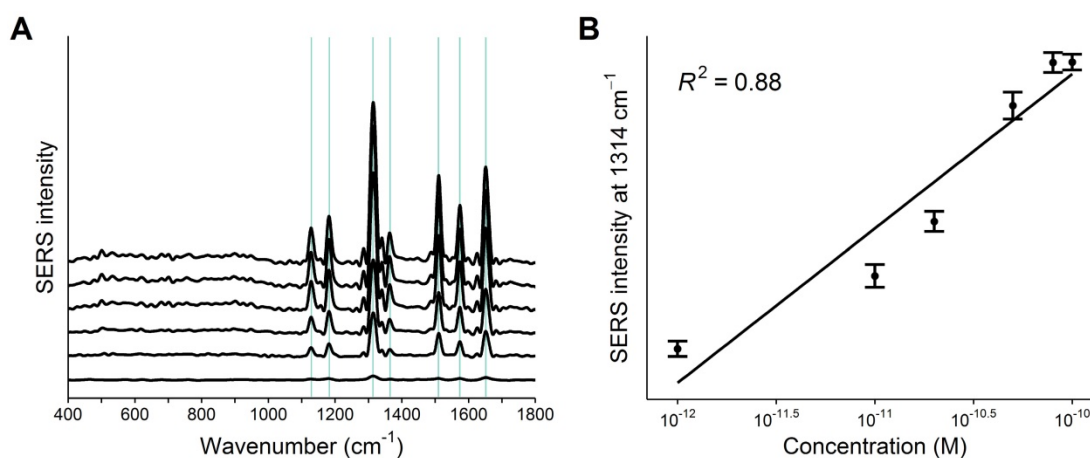 A
SERS intensity
400 600 800 1000 1200 1400 1600 1800
Wavenumber (cm⁻¹)
B
R² = 0.88
SERS intensity at 1314 cm⁻¹
10⁻¹² 10⁻¹¹·⁵ 10⁻¹¹ 10⁻¹⁰·⁵ 10⁻¹⁰
Concentration (M)